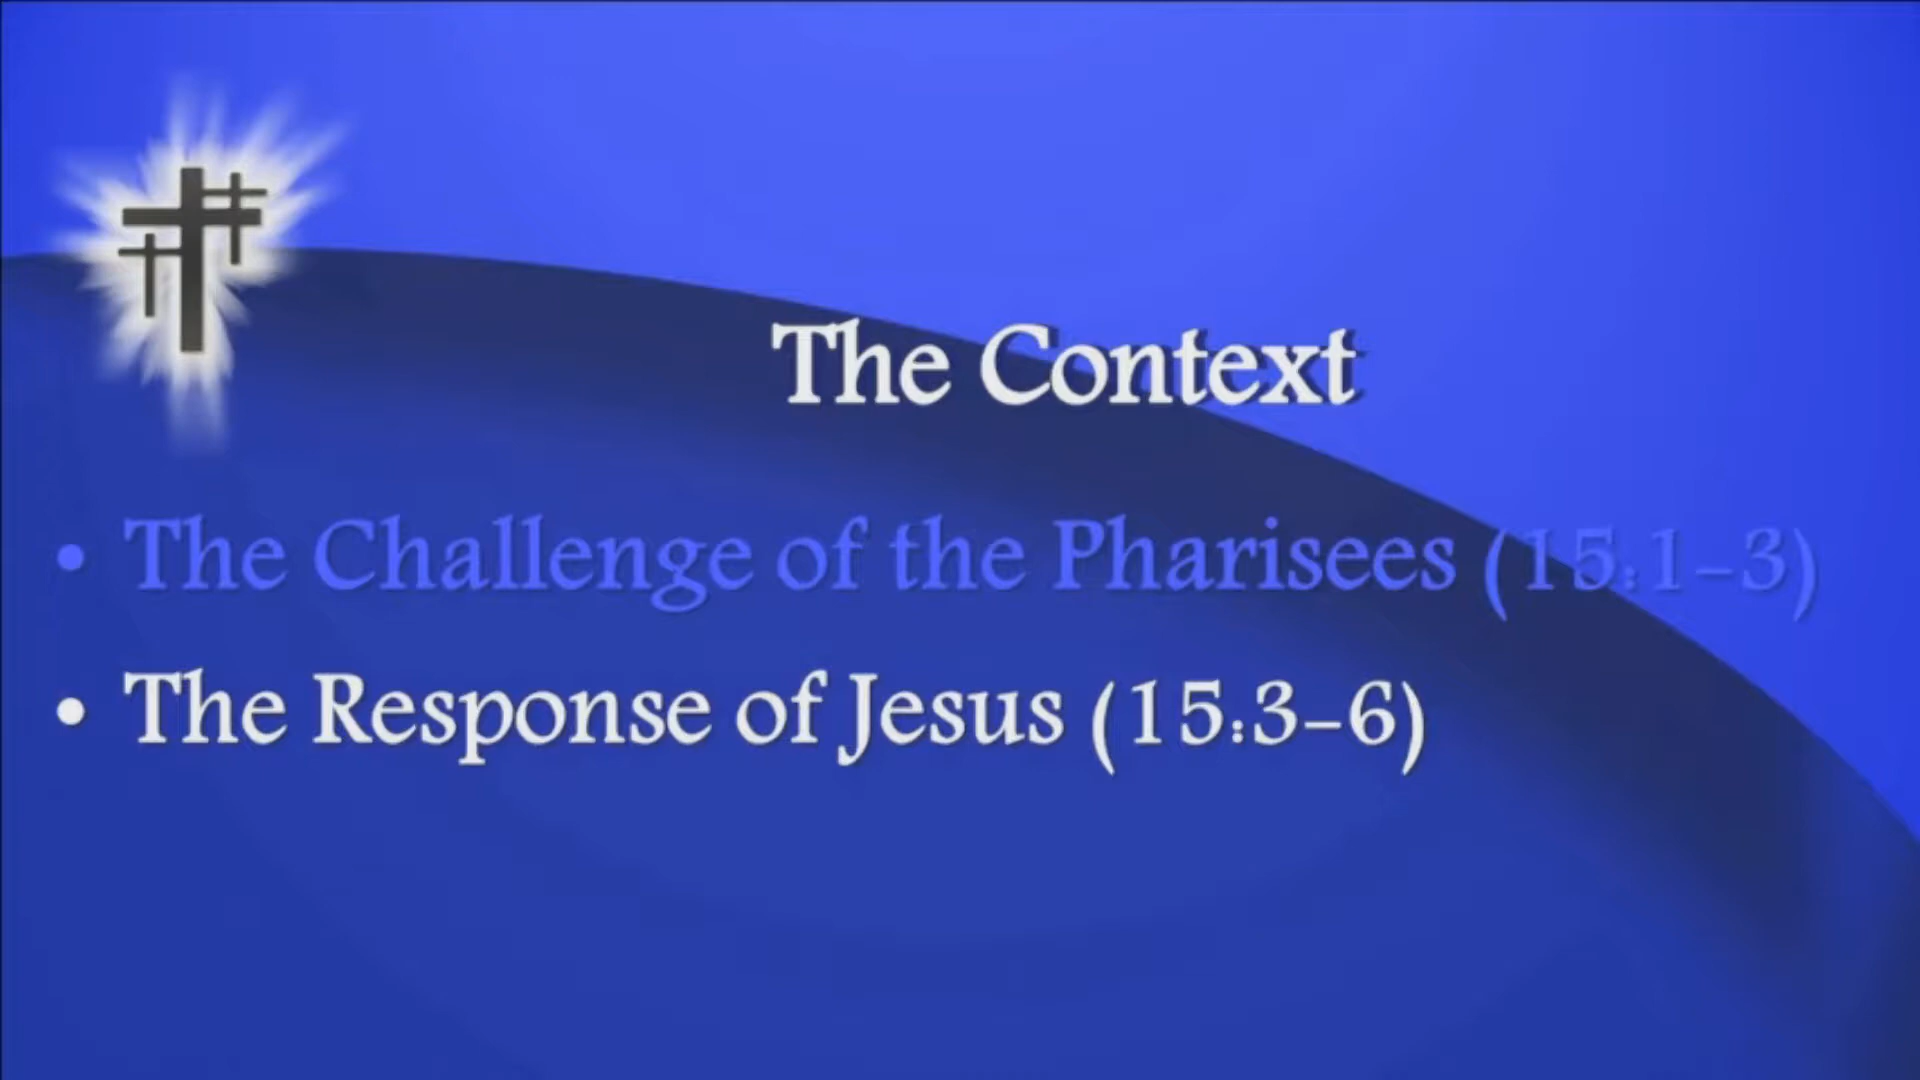 The Context
• The Challenge of the Pharisees (15:1-3)
• The Response of Jesus (15:3-6)